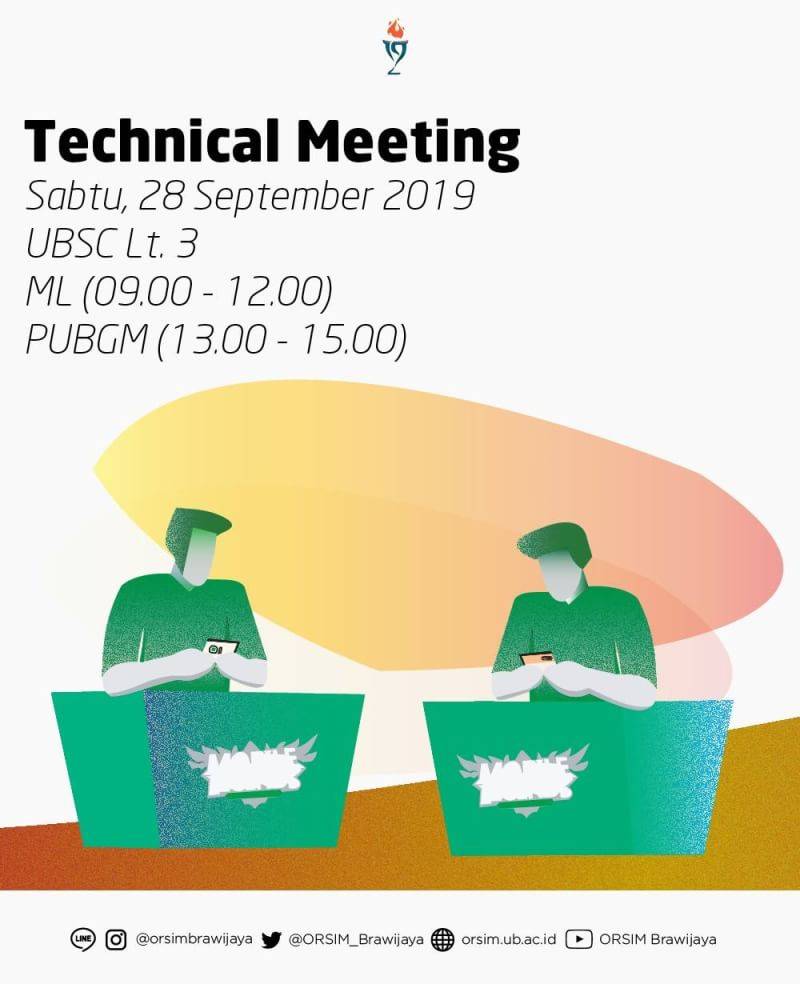 Technical Meeting
Sabtu, 28 September 2019
UBSC Lt. 3
ML (09.00 - 12.00)
PUBGM (13.00 - 15.00)
LINE @orsimbrawijaya @ORSIM_Brawijaya orsim.ub.ac.id ORSIM Brawijaya